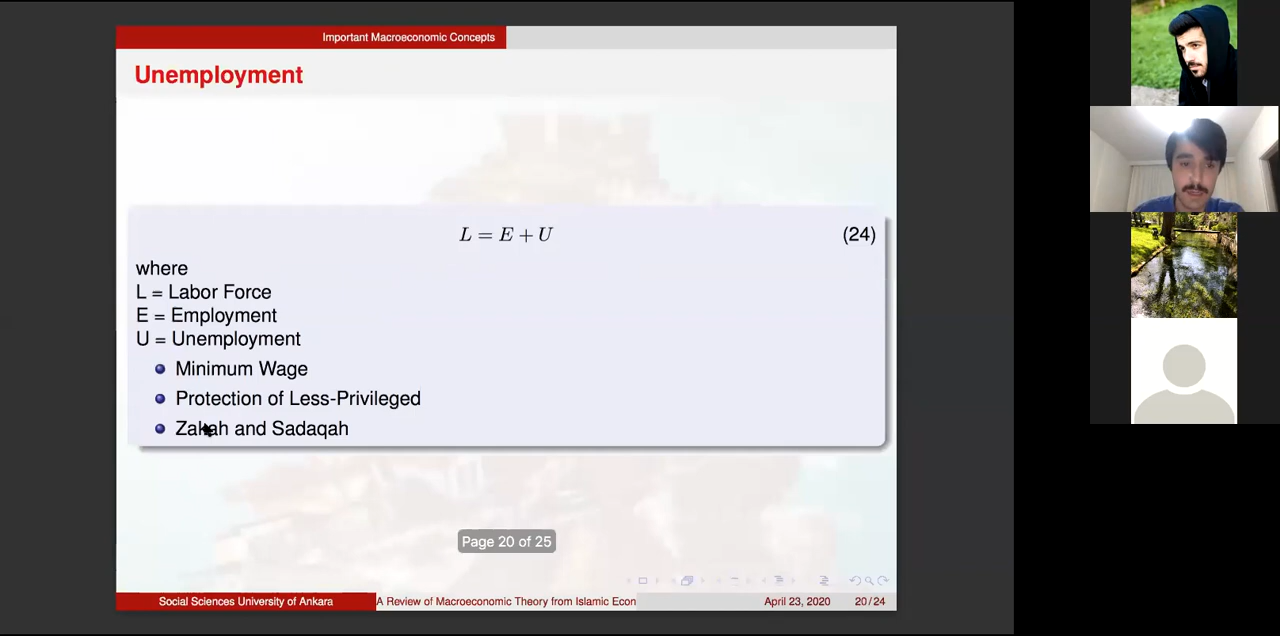 Important Macroeconomic Concepts
Unemployment
L = E + U (24)
where
L = Labor Force
E = Employment
U = Unemployment
Minimum Wage
Protection of Less-Privileged
Zakah and Sadaqah
Page 20 of 25
Social Sciences University of Ankara
A Review of Macroeconomic Theory from Islamic Econ
April 23, 2020
20/24